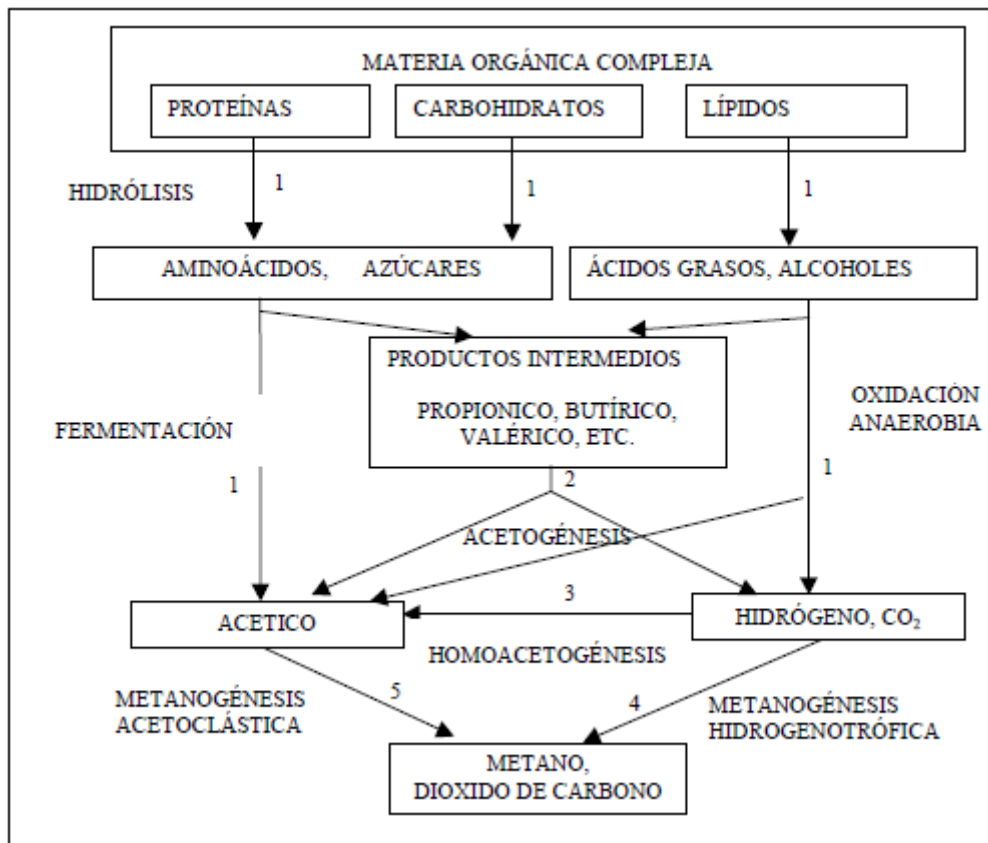 MATERIA ORGÁNICA COMPLEJA
PROTEÍNAS
CARBOHIDRATOS
LÍPIDOS
HIDRÓLISIS
1
1
1
AMINOÁCIDOS, AZÚCARES
ÁCIDOS GRASOS, ALCOHOLES
PRODUCTOS INTERMEDIOS
PROPIONICO, BUTÍRICO,
VALÉRICO, ETC.
FERMENTACIÓN
1
OXIDACIÓN
ANAEROBIA
1
2
ACETOGÉNESIS
ACETICO
3
HIDRÓGENO, CO₂
HOMOACETOGÉNESIS
METANOGÉNESIS
ACETOCLÁSTICA
5
4
METANOGÉNESIS
HIDROGENOTRÓFICA
METANO,
DIOXIDO DE CARBONO